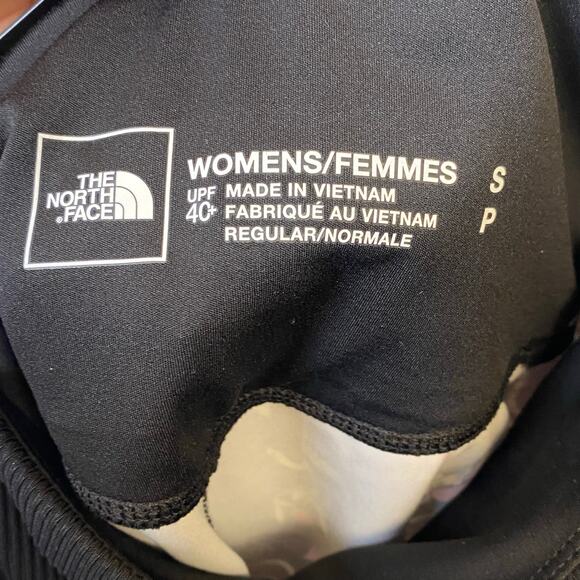 THE
NORTH
FACE
WOMENS/FEMMES
UPF 40+
MADE IN VIETNAM
FABRIQUÉ AU VIETNAM
REGULAR/NORMALE
S
P